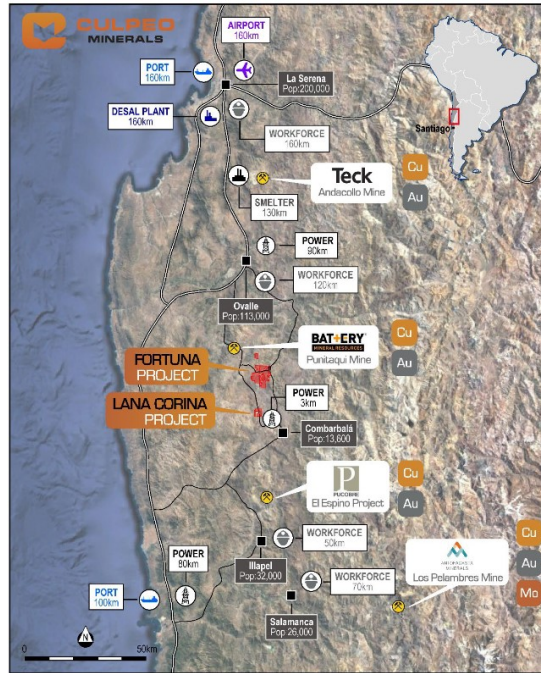 CULPEO
MINERALS
AIRPORT
160km
PORT
160km
La Serena
Pop:200,000
DESAL PLANT
160km
WORKFORCE
160km
Santiago
Teck
Andacollo Mine
Cu
Au
SMELTER
130km
POWER
90km
WORKFORCE
120km
Ovalle
Pop:113,000
BATTERY
MINERAL RESOURCES
Punitaqui Mine
Cu
Au
FORTUNA
PROJECT
POWER
3km
LANA CORINA
PROJECT
Combarbalá
Pop:13,600
PUCOBRE
El Espino Project
Cu
Au
WORKFORCE
50km
Illapel
Pop:32,000
ANTOFAGASTA
MINERALS
Los Pelambres Mine
Cu
Au
Mo
POWER
80km
WORKFORCE
70km
PORT
100km
Salamanca
Pop:26,000
N
0
50km